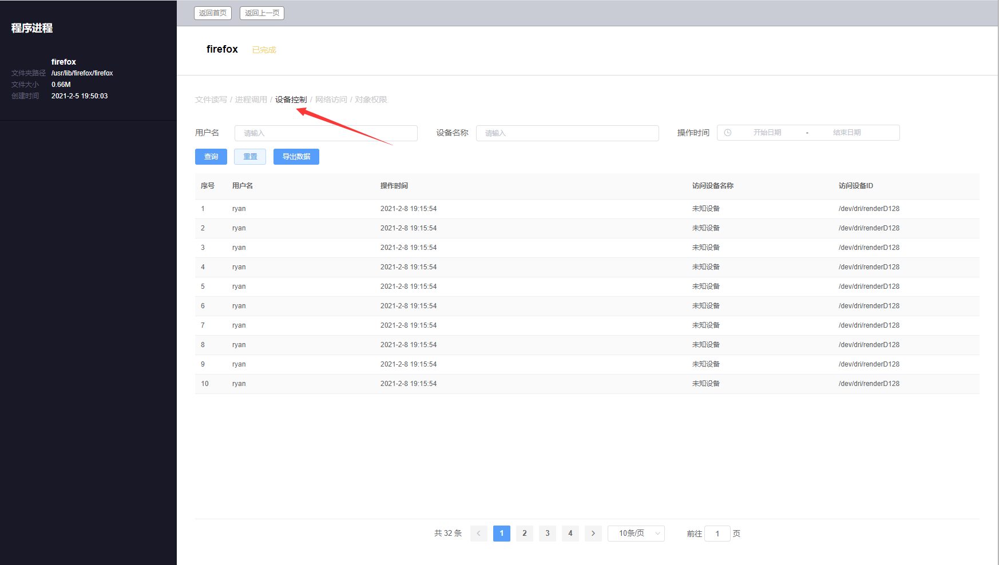 程序进程
firefox
文件夹路径 /usr/lib/firefox/firefox
文件大小 0.66M
创建时间 2021-2-5 19:50:03
返回首页 返回上一页
firefox 已完成
文件读写 / 进程调用 / 设备控制 / 网络访问 / 对象权限
用户名 请输入 设备名称 请输入 操作时间 开始日期 - 结束日期
查询 重置 导出数据
序号 用户名 操作时间 访问设备名称 访问设备ID
1 ryan 2021-2-8 19:15:54 未知设备 /dev/dri/renderD128
2 ryan 2021-2-8 19:15:54 未知设备 /dev/dri/renderD128
3 ryan 2021-2-8 19:15:54 未知设备 /dev/dri/renderD128
4 ryan 2021-2-8 19:15:54 未知设备 /dev/dri/renderD128
5 ryan 2021-2-8 19:15:54 未知设备 /dev/dri/renderD128
6 ryan 2021-2-8 19:15:54 未知设备 /dev/dri/renderD128
7 ryan 2021-2-8 19:15:54 未知设备 /dev/dri/renderD128
8 ryan 2021-2-8 19:15:54 未知设备 /dev/dri/renderD128
9 ryan 2021-2-8 19:15:54 未知设备 /dev/dri/renderD128
10 ryan 2021-2-8 19:15:54 未知设备 /dev/dri/renderD128
共 32 条 < 1 2 3 4 > 10条/页 前往 1 页